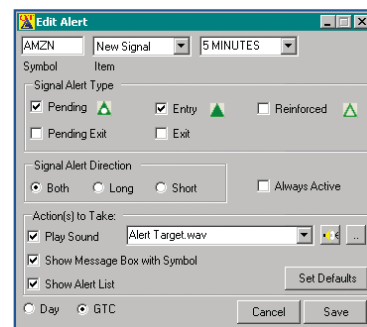 Edit Alert
AMZN New Signal 5 MINUTES
Symbol Item
Signal Alert Type
Pending Entry Reinforced
Pending Exit Exit
Signal Alert Direction
Both Long Short Always Active
Action(s) to Take:
Play Sound Alert Target.wav ..
Show Message Box with Symbol
Show Alert List Set Defaults
Day GTC Cancel Save